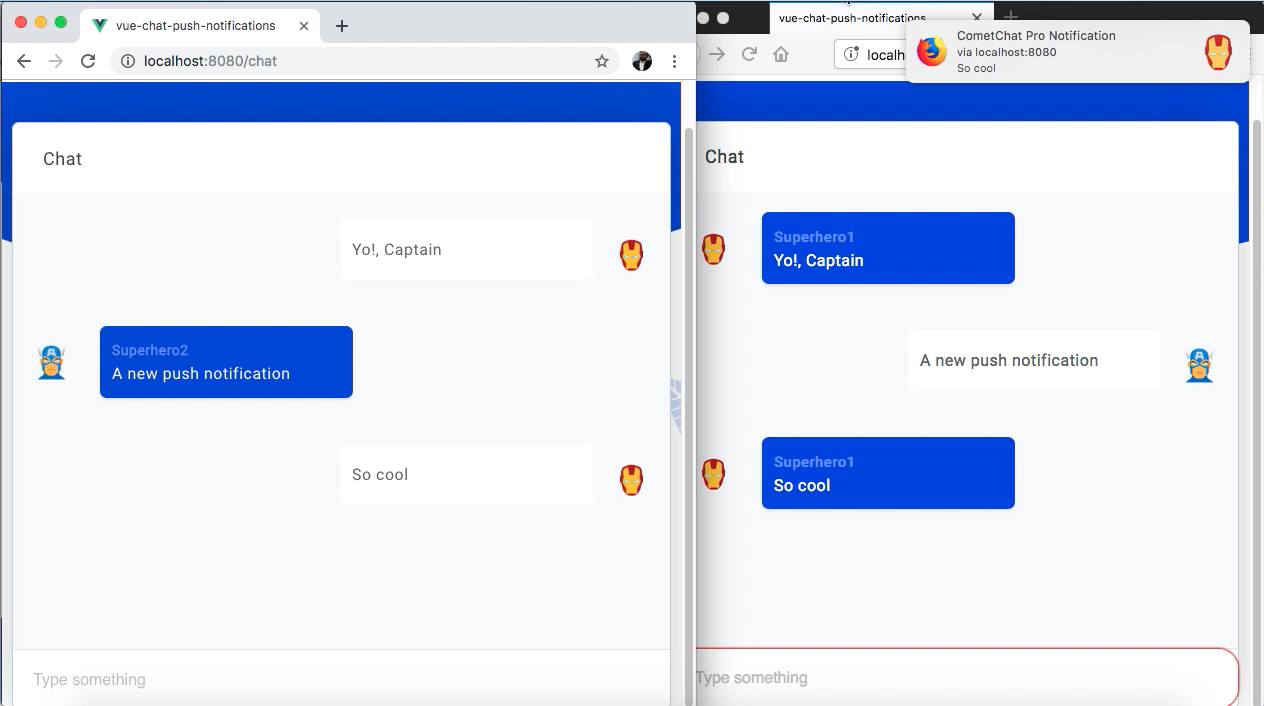 vue-chat-push-notifications
localhost:8080/chat
Chat
Yo!, Captain
Superhero2
A new push notification
So cool
Type something
vue-chat-push-notifications
localh
CometChat Pro Notification
via localhost:8080
So cool
Chat
Superhero1
Yo!, Captain
A new push notification
Superhero1
So cool
Type something